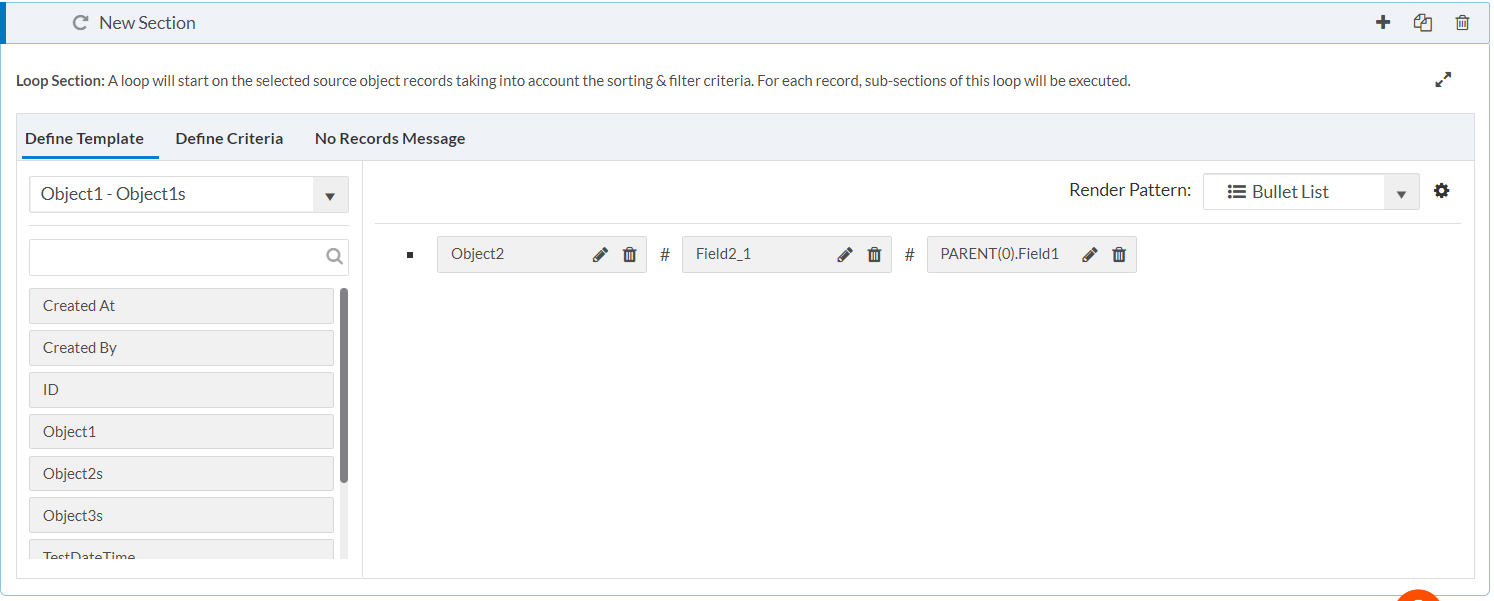 New Section
Loop Section: A loop will start on the selected source object records taking into account the sorting & filter criteria. For each record, sub-sections of this loop will be executed.
Define Template Define Criteria No Records Message
Object1 - Object1s
Render Pattern: Bullet List
Object2 # Field2_1 # PARENT(0).Field1
Created At
Created By
ID
Object1
Object2s
Object3s
TestDateTime